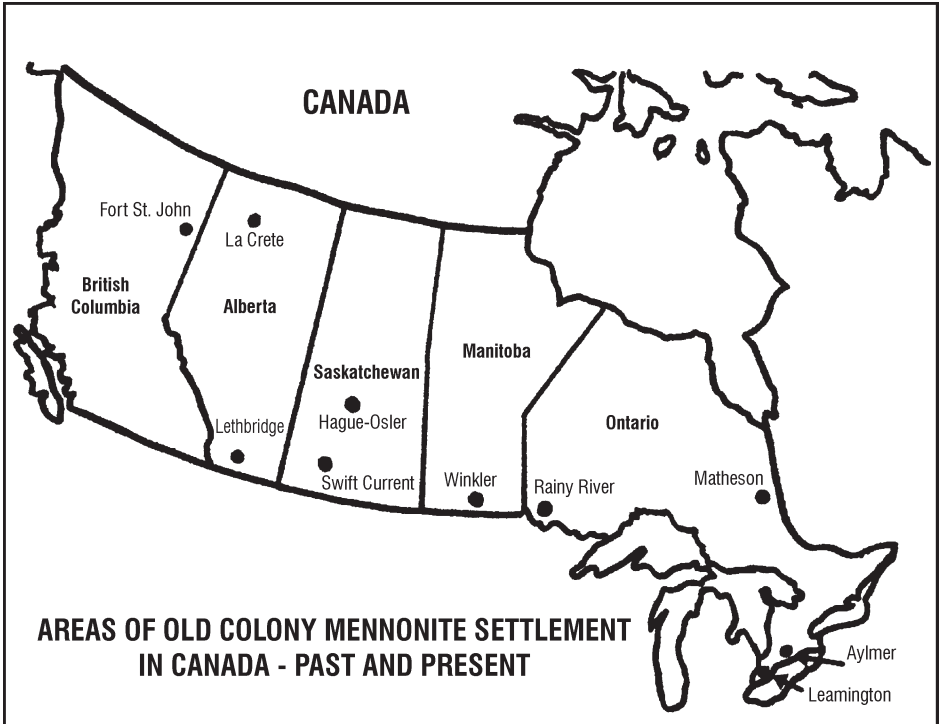 CANADA
Fort St. John
La Crete
British
Columbia
Alberta
Manitoba
Saskatchewan
Hague-Osler
Ontario
Lethbridge
Swift Current
Winkler
Rainy River
Matheson
AREAS OF OLD COLONY MENNONITE SETTLEMENT
IN CANADA - PAST AND PRESENT
Aylmer
Leamington